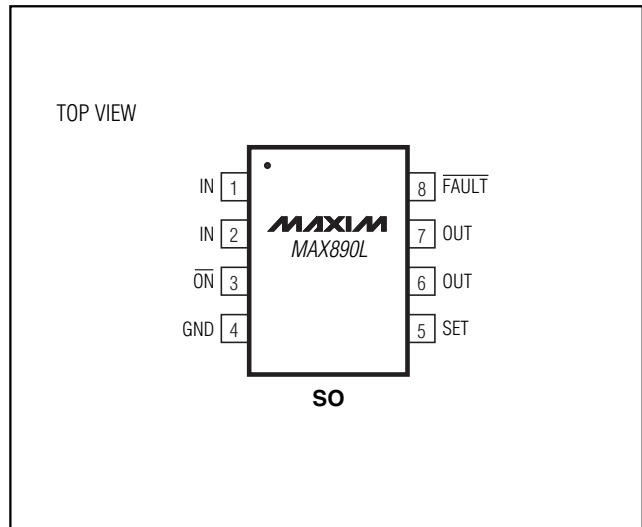 TOP VIEW
IN 1
8 FAULT
MAXIM
MAX890L
IN 2
7 OUT
ON 3
6 OUT
GND 4
5 SET
SO